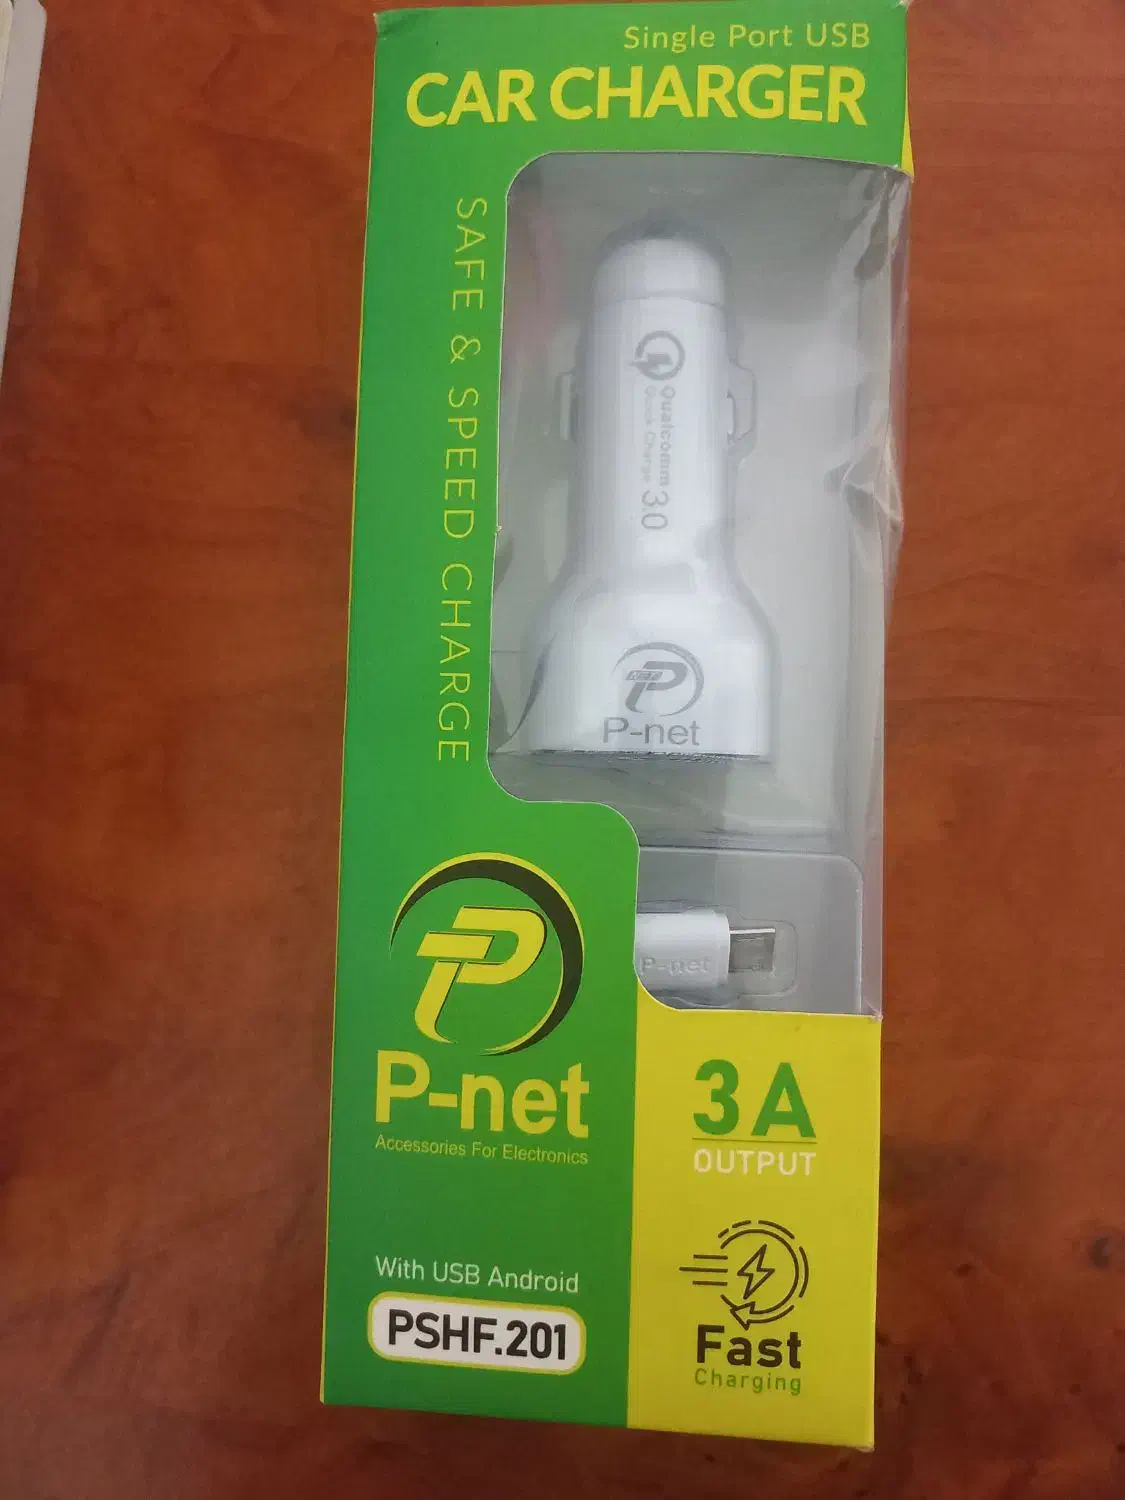 Single Port USB
CAR CHARGER
SAFE & SPEED CHARGE
Qualcomm
Quick Charge 3.0
NET
P-net
P-net
P-net
Accessories For Electronics
3A
OUTPUT
With USB Android
PSHF.201
Fast
Charging